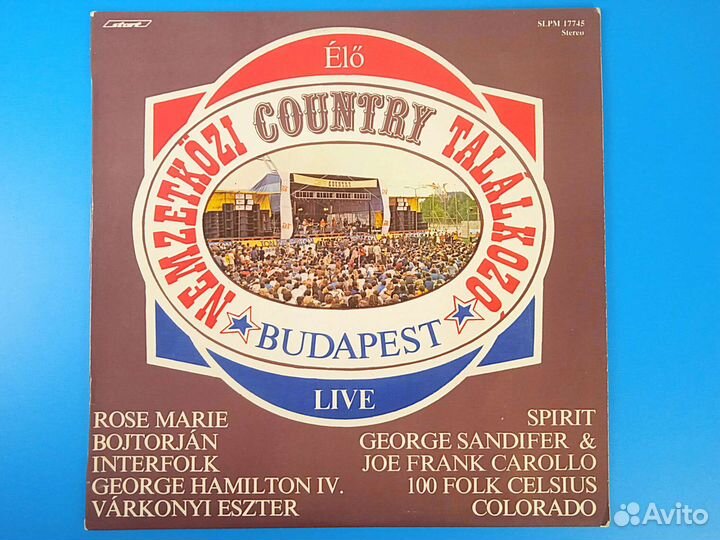 start
SLPM 17745
Stereo
Élő
NEMZETKÖZI COUNTRY TALÁLKOZÓ
COUNTRY
BUDAPEST
LIVE
ROSE MARIE
BOJTORJÁN
INTERFOLK
GEORGE HAMILTON IV.
VÁRKONYI ESZTER
SPIRIT
GEORGE SANDIFER &
JOE FRANK CAROLLO
100 FOLK CELSIUS
COLORADO
Avito